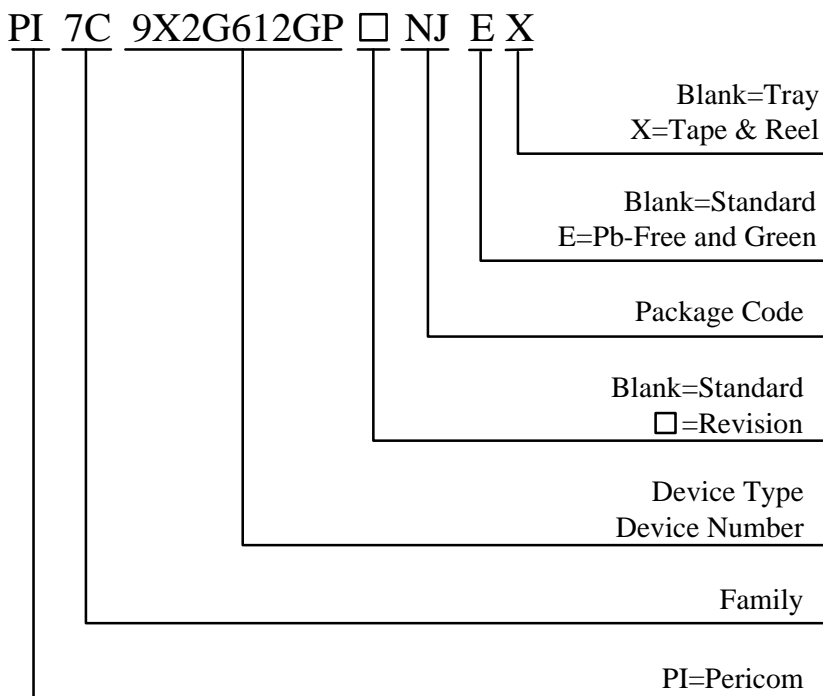 PI 7C 9X2G612GP □ NJ E X
Blank=Tray
X=Tape & Reel
Blank=Standard
E=Pb-Free and Green
Package Code
Blank=Standard
□=Revision
Device Type
Device Number
Family
PI=Pericom